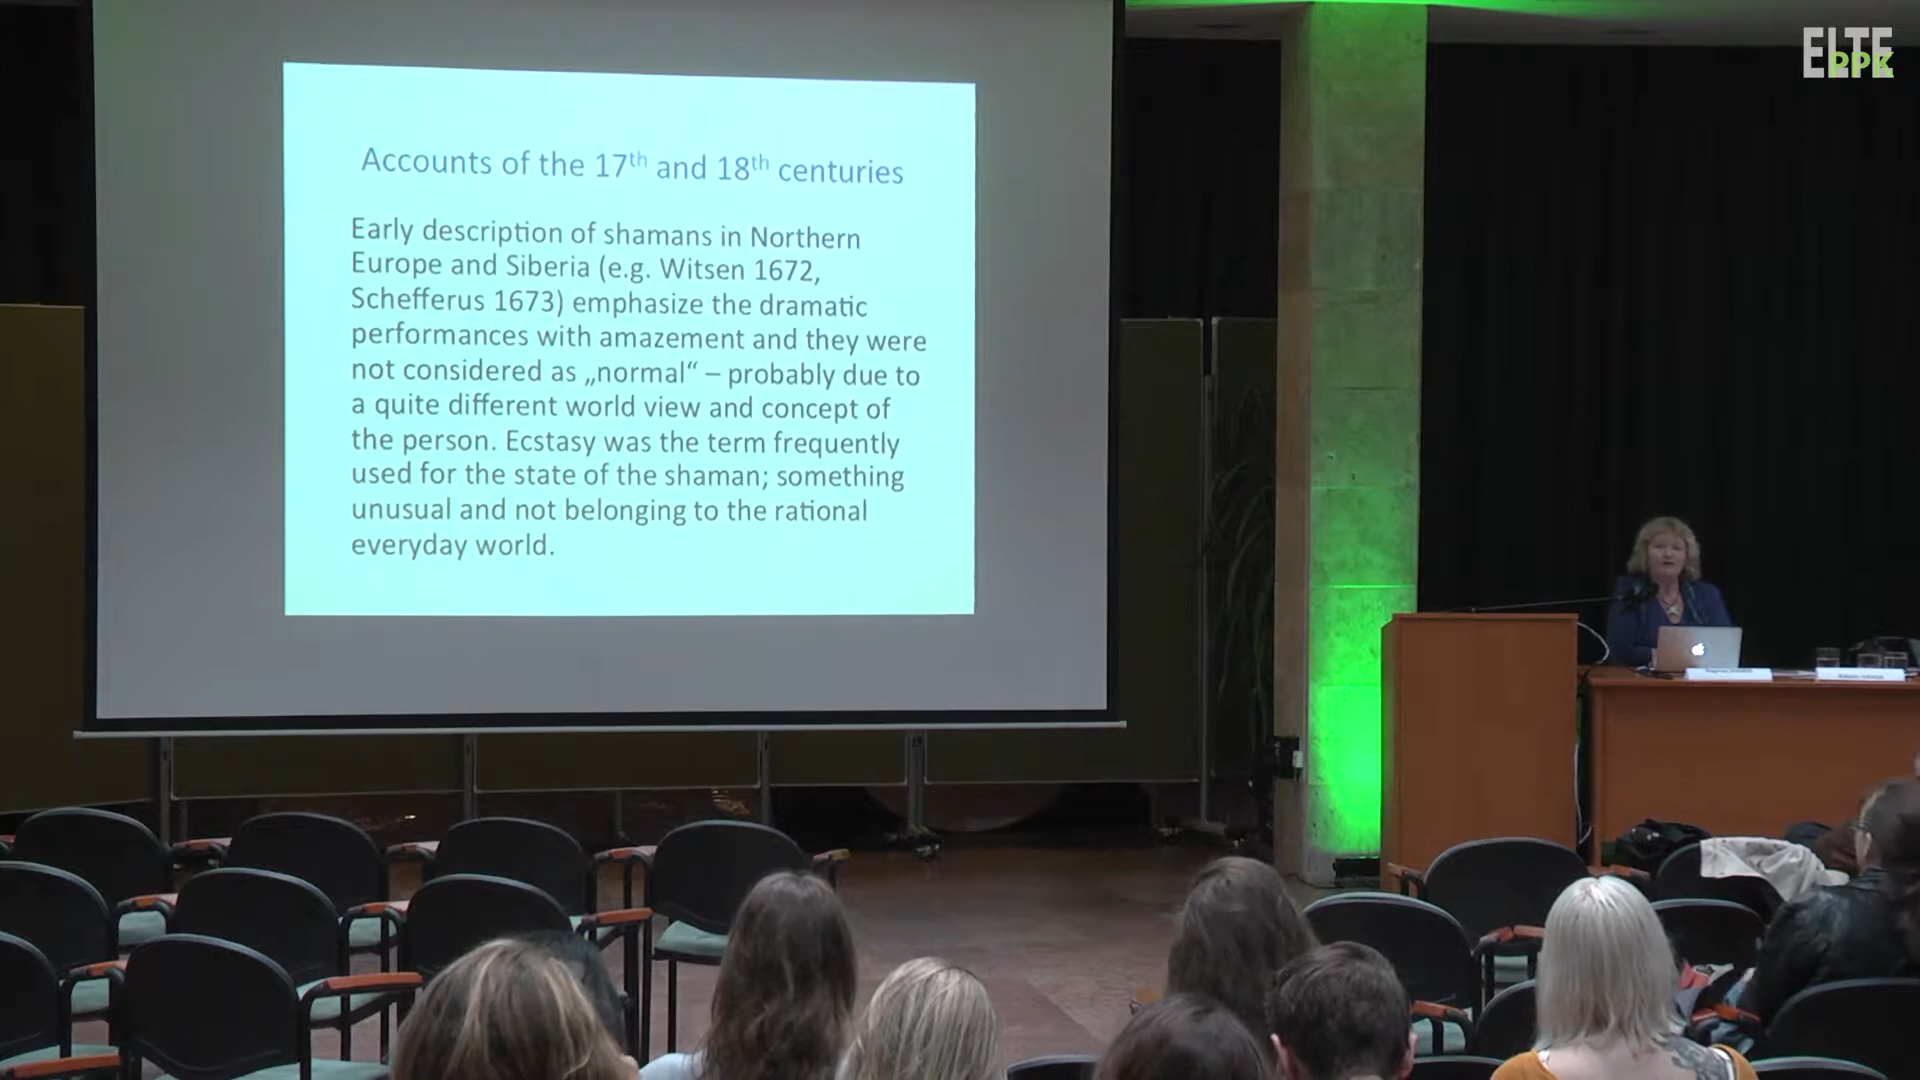 ELTE
PPK
Accounts of the 17th and 18th centuries
Early description of shamans in Northern
Europe and Siberia (e.g. Witsen 1672,
Schefferus 1673) emphasize the dramatic
performances with amazement and they were
not considered as „normal“ – probably due to
a quite different world view and concept of
the person. Ecstasy was the term frequently
used for the state of the shaman; something
unusual and not belonging to the rational
everyday world.